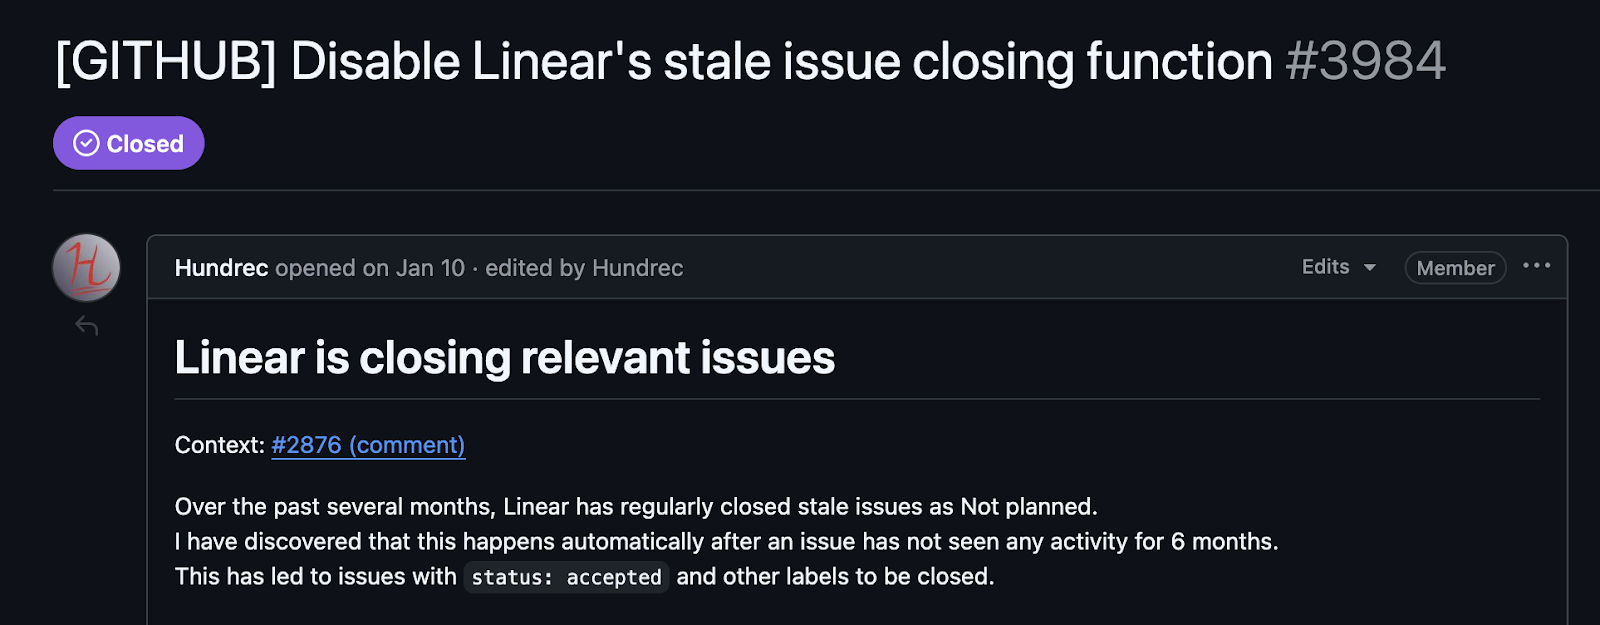 [GITHUB] Disable Linear's stale issue closing function #3984
Closed
H
Hundrec opened on Jan 10 · edited by Hundrec
Edits
Member
Linear is closing relevant issues
Context: #2876 (comment)
Over the past several months, Linear has regularly closed stale issues as Not planned.
I have discovered that this happens automatically after an issue has not seen any activity for 6 months.
This has led to issues with status: accepted and other labels to be closed.